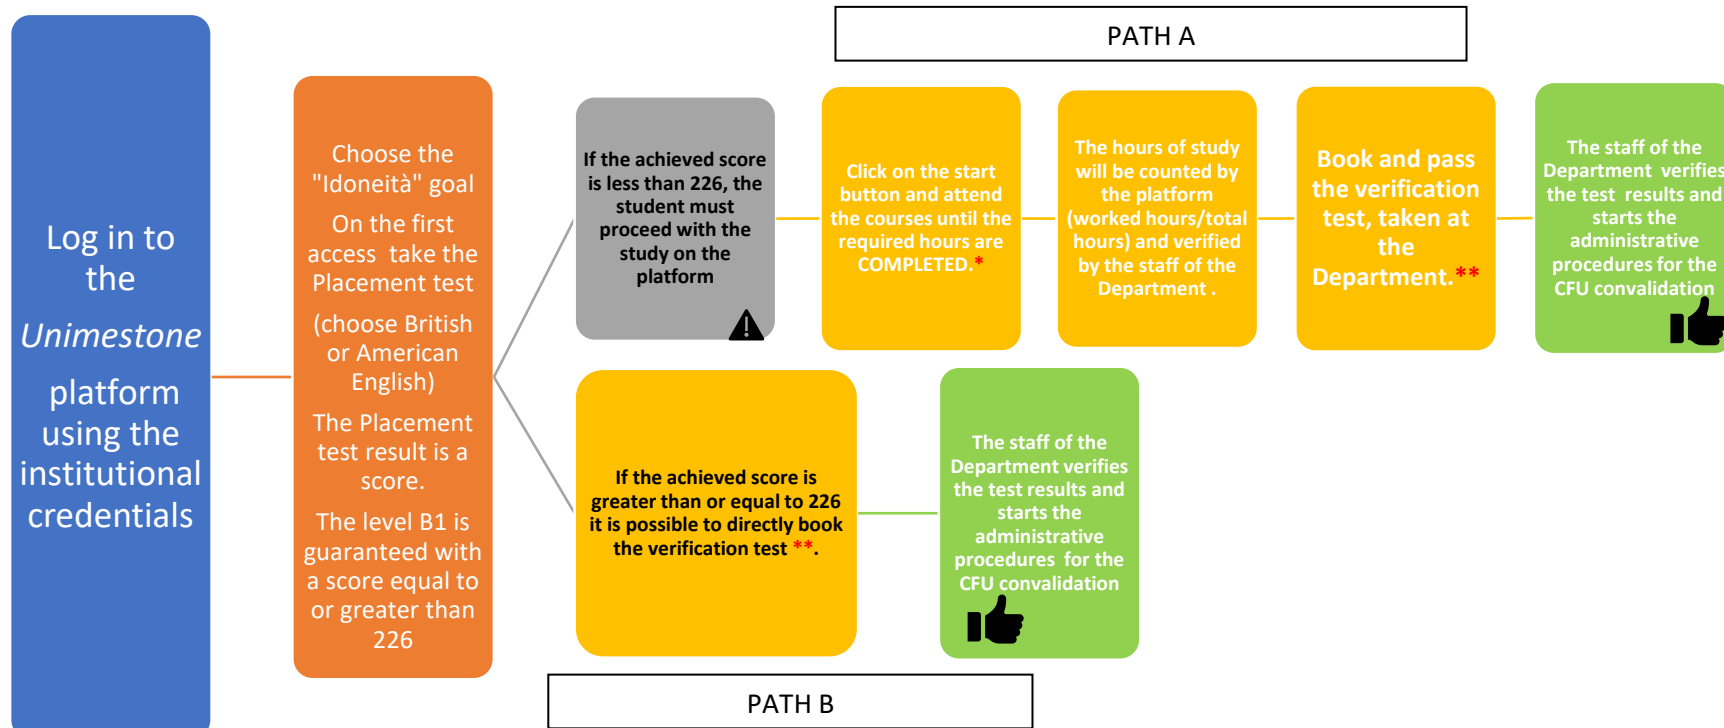 PATH A
Log in to
the
Unimestone
platform
using the
institutional
credentials
Choose the
"Idoneità" goal
On the first
access take the
Placement test
(choose British
or American
English)
The Placement
test result is a
score.
The level B1 is
guaranteed with
a score equal to
or greater than
226
If the achieved score
is less than 226, the
student must
proceed with the
study on the
platform
Click on the start
button and attend
the courses until the
required hours are
COMPLETED.*
The hours of study
will be counted by
the platform
(worked hours/total
hours) and verified
by the staff of the
Department .
Book and pass
the verification
test, taken at
the
Department.**
The staff of the
Department verifies
the test results and
starts the
administrative
procedures for the
CFU convalidation
If the achieved score is
greater than or equal to 226
it is possible to directly book
the verification test **.
The staff of the
Department verifies
the test results and
starts the
administrative
procedures for the
CFU convalidation
PATH B